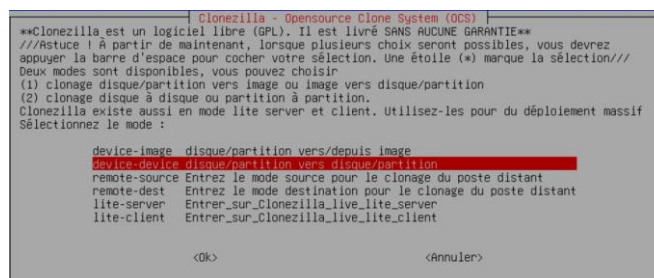 Clonezilla - Opensource Clone System (OCS)
**Clonezilla est un logiciel libre (GPL). Il est livré SANS AUCUNE GARANTIE**
///Astuce ! À partir de maintenant, lorsque plusieurs choix seront possibles, vous devrez
appuyer la barre d'espace pour cocher votre sélection. Une étoile (*) marque la sélection///
Deux modes sont disponibles, vous pouvez choisir
(1) clonage disque/partition vers image ou image vers disque/partition
(2) clonage disque à disque ou partition à partition.
Clonezilla existe aussi en mode lite server et client. Utilisez-les pour du déploiement massif
Sélectionnez le mode :
device-image disque/partition vers/depuis image
device-device disque/partition vers disque/partition
remote-source Entrez le mode source pour le clonage du poste distant
remote-dest Entrez le mode destination pour le clonage du poste distant
lite-server Entrer_sur_Clonezilla_live_lite_server
lite-client Entrer_sur_Clonezilla_live_lite_client
<Ok> <Annuler>